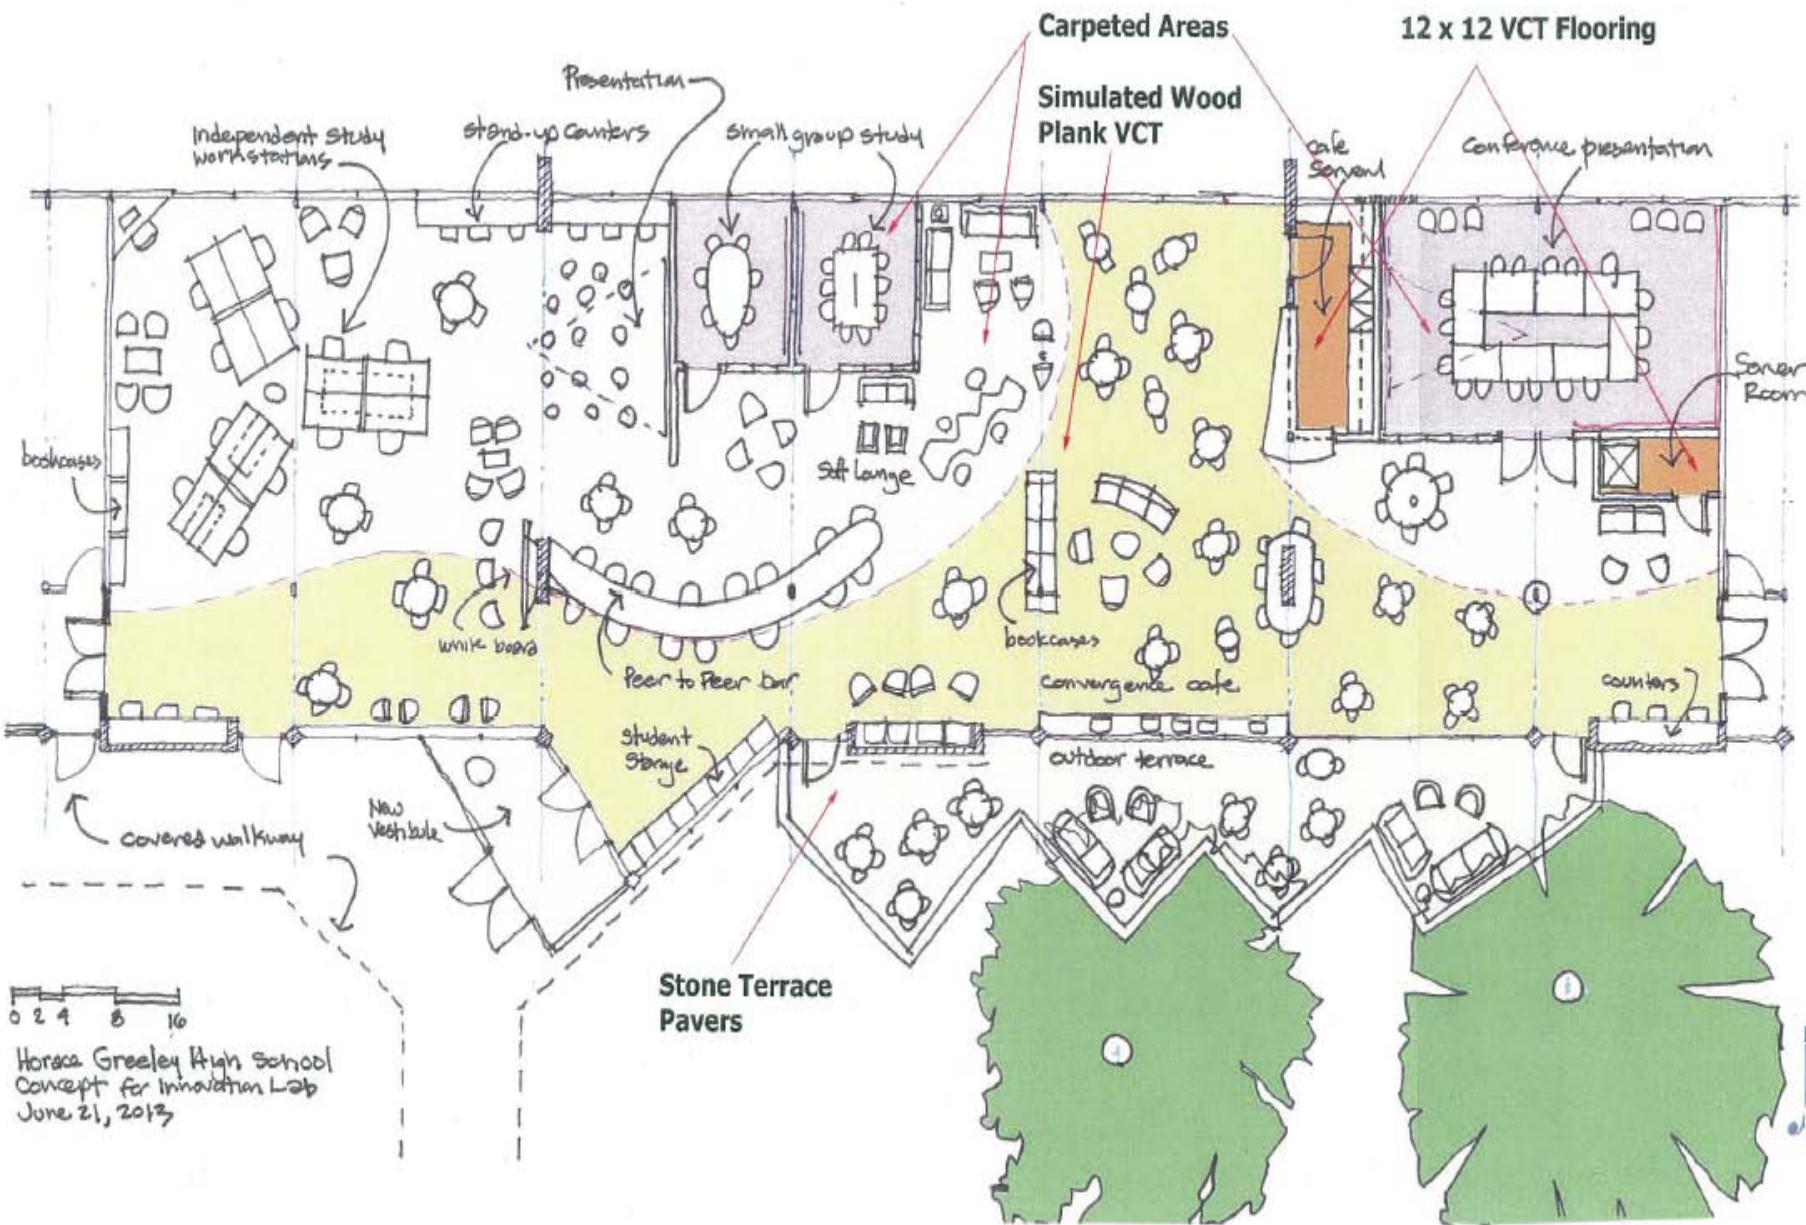 Carpeted Areas
12 x 12 VCT Flooring
Presentation
Simulated Wood
Plank VCT
Independent Study
workstations
stand-up counters
small group study
cafe
conference presentation
Server
Room
bookcases
Soft Lounge
white board
Peer to Peer bar
bookcases
convergence cafe
counters
student
Storage
outdoor terrace
New
Vestibule
covered walkway
Stone Terrace
Pavers
0 2 4 8 16
Horace Greeley High School
Concept for Innovation Lab
June 21, 2013